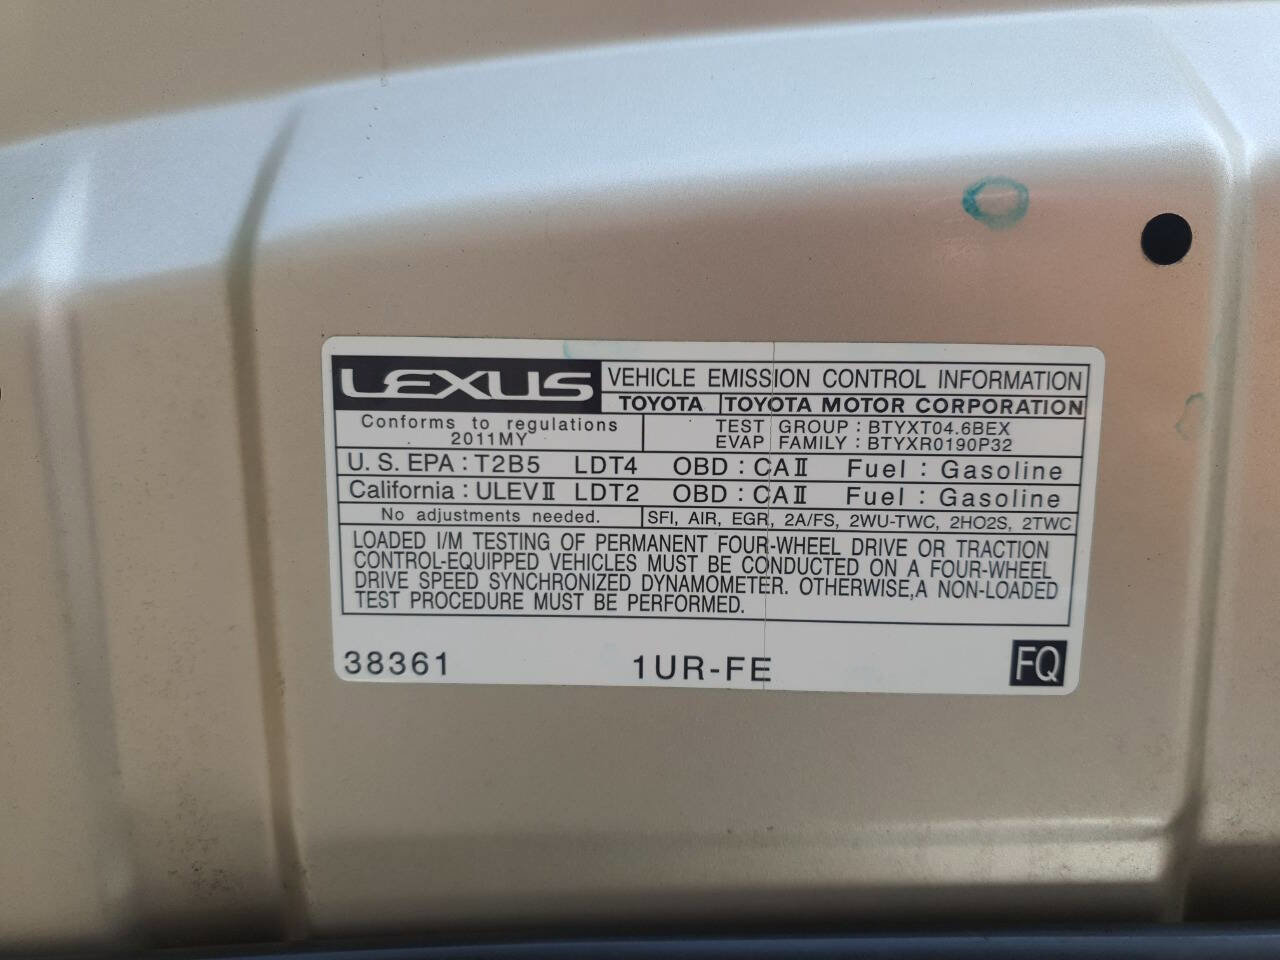 LEXUS
VEHICLE EMISSION CONTROL INFORMATION
TOYOTA TOYOTA MOTOR CORPORATION
Conforms to regulations
2011MY
TEST GROUP : BTYXT04.6BEX
EVAP FAMILY : BTYXR0190P32
U. S. EPA : T2B5 LDT4 OBD : CAⅡ Fuel : Gasoline
California : ULEVⅡ LDT2 OBD : CAⅡ Fuel : Gasoline
No adjustments needed. SFI, AIR, EGR, 2A/FS, 2WU-TWC, 2HO2S, 2TWC
LOADED I/M TESTING OF PERMANENT FOUR-WHEEL DRIVE OR TRACTION
CONTROL-EQUIPPED VEHICLES MUST BE CONDUCTED ON A FOUR-WHEEL
DRIVE SPEED SYNCHRONIZED DYNAMOMETER. OTHERWISE,A NON-LOADED
TEST PROCEDURE MUST BE PERFORMED.
38361 1UR-FE FQ